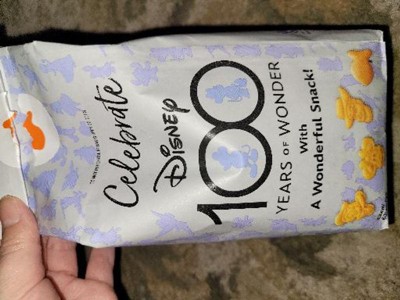 Celebrate
Disney
100
YEARS OF WONDER
With
A Wonderful Snack!